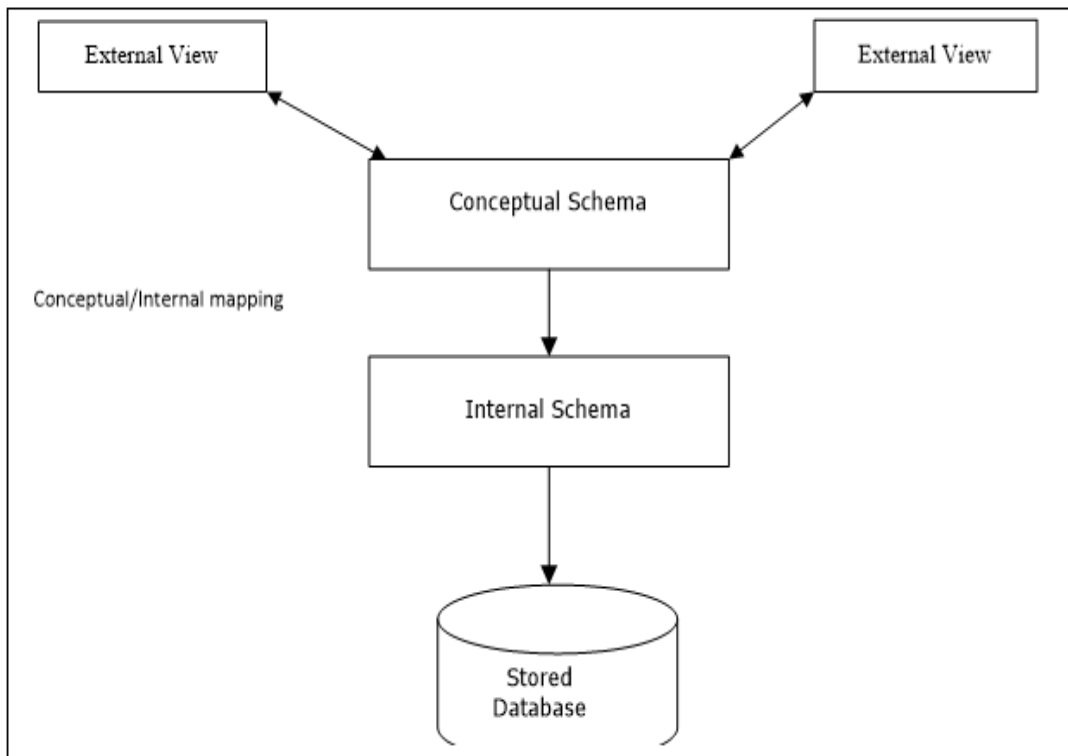 External View
External View
Conceptual Schema
Conceptual/Internal mapping
Internal Schema
Stored
Database